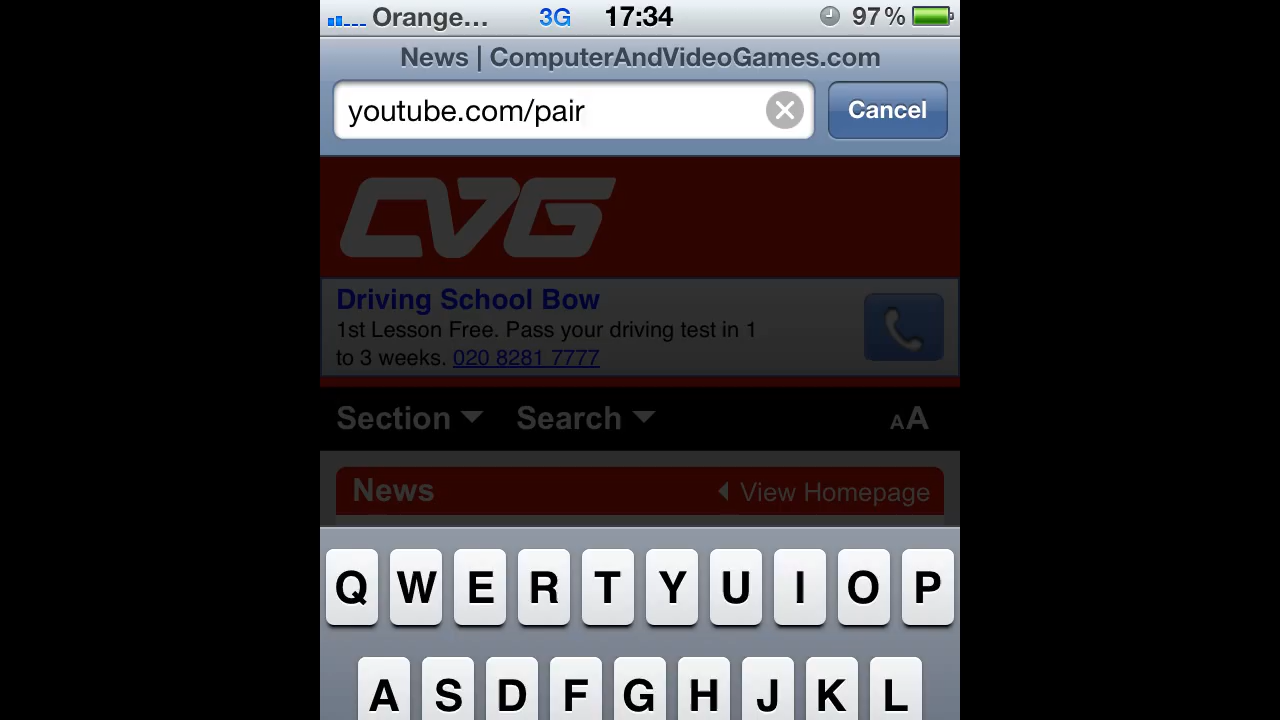 Orange... 3G 17:34 97%
News | ComputerAndVideoGames.com
youtube.com/pair Cancel
CVG
Driving School Bow
1st Lesson Free. Pass your driving test in 1
to 3 weeks. 020 8281 7777
Section Search AA
News View Homepage
Q W E R T Y U I O P
A S D F G H J K L